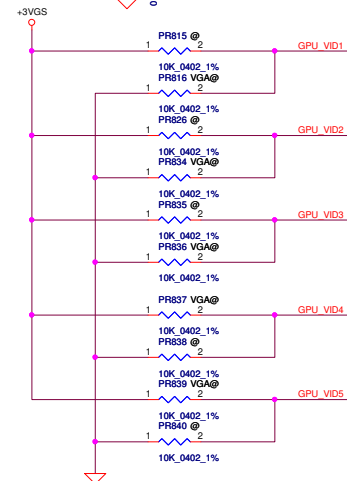 0
+3VGS
PR815 @
1 2 GPU_VID1
10K_0402_1%
PR816 VGA@
1 2
10K_0402_1%
PR826 @
1 2 GPU_VID2
10K_0402_1%
PR834 VGA@
1 2
10K_0402_1%
PR835 @
1 2 GPU_VID3
10K_0402_1%
PR836 VGA@
1 2
10K_0402_1%
PR837 VGA@
1 2 GPU_VID4
10K_0402_1%
PR838 @
1 2
10K_0402_1%
PR839 VGA@
1 2 GPU_VID5
10K_0402_1%
PR840 @
1 2
10K_0402_1%